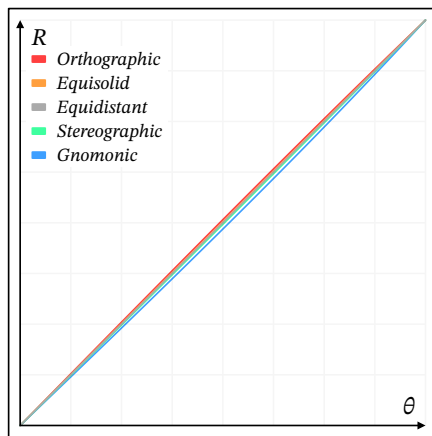 R
Orthographic
Equisolid
Equidistant
Stereographic
Gnomonic
θ